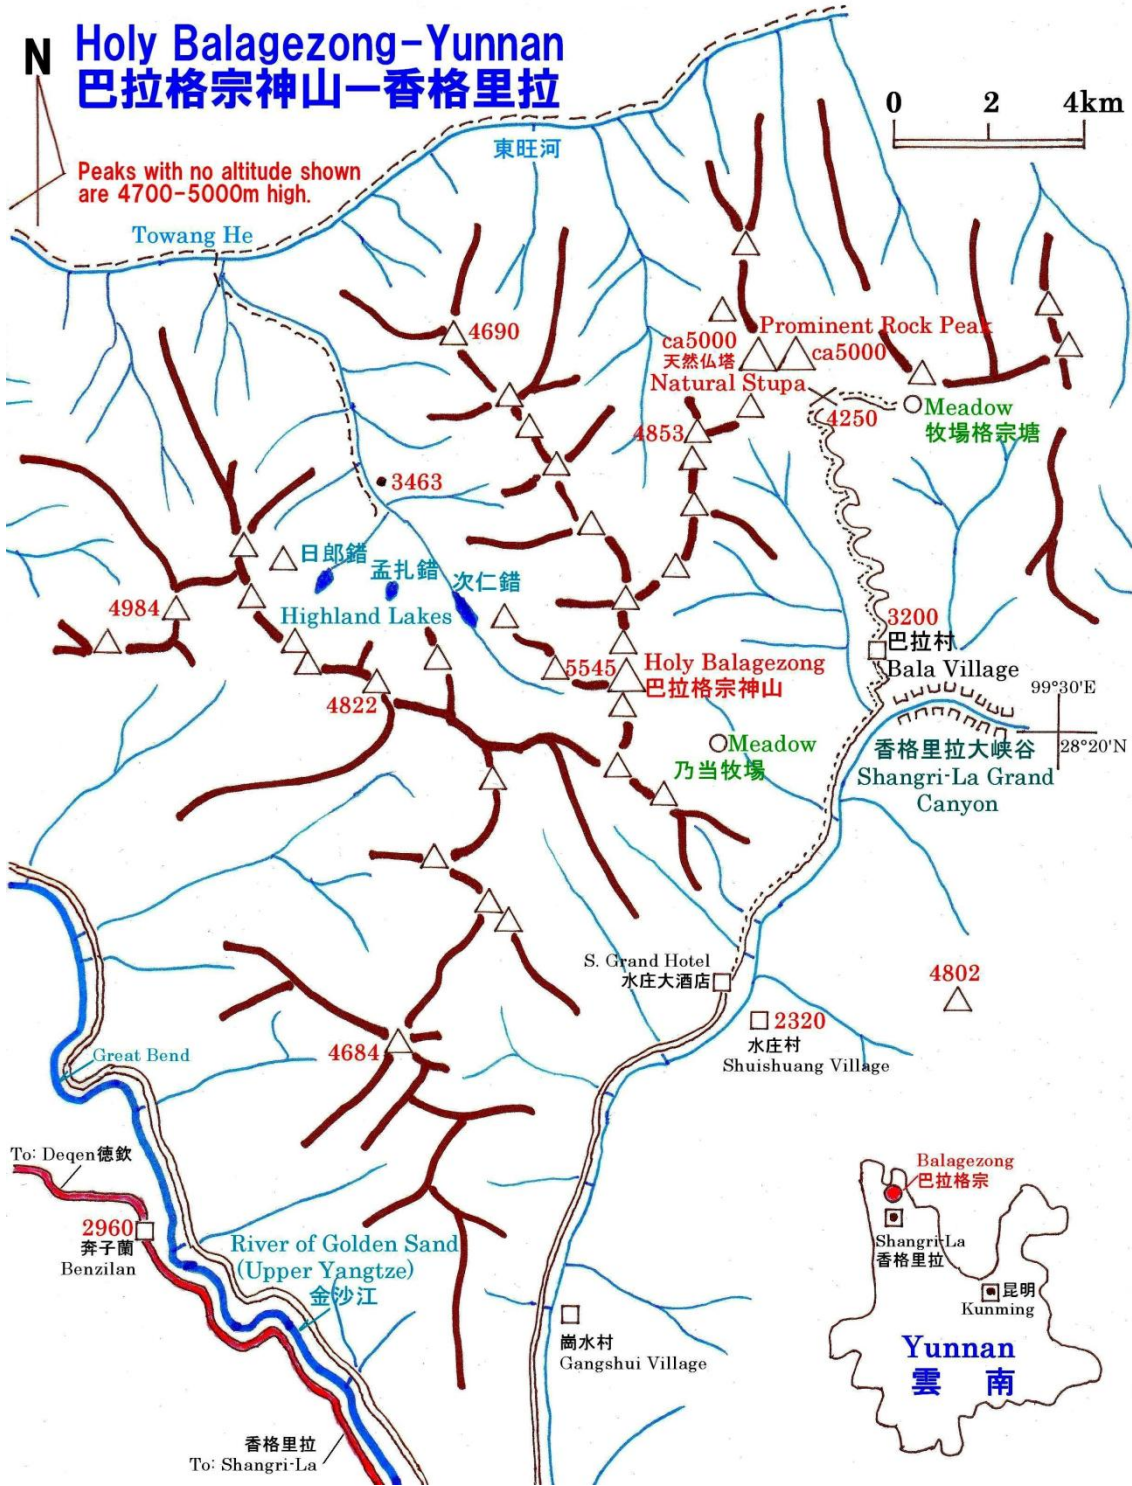 N
Holy Balagezong-Yunnan
巴拉格宗神山一香格里拉
0 2 4km
Peaks with no altitude shown
are 4700-5000m high.
東旺河
Towang He
4690
Prominent Rock Peak
ca5000
天然仏塔
ca5000
Natural Stupa
4250
Meadow
牧場格宗塘
4853
3463
日郎錯
孟扎錯
次仁錯
Highland Lakes
4984
3200
巴拉村
Bala Village
5545
Holy Balagezong
巴拉格宗神山
4822
99°30'E
28°20'N
Meadow
乃当牧場
香格里拉大峡谷
Shangri-La Grand
Canyon
S. Grand Hotel
水庄大酒店
4802
2320
水庄村
Shuishuang Village
4684
Great Bend
To: Deqen徳欽
2960
奔子蘭
Benzilan
River of Golden Sand
(Upper Yangtze)
金沙江
崗水村
Gangshui Village
香格里拉
To: Shangri-La
Balagezong
巴拉格宗
Shangri-La
香格里拉
昆明
Kunming
Yunnan
雲 南